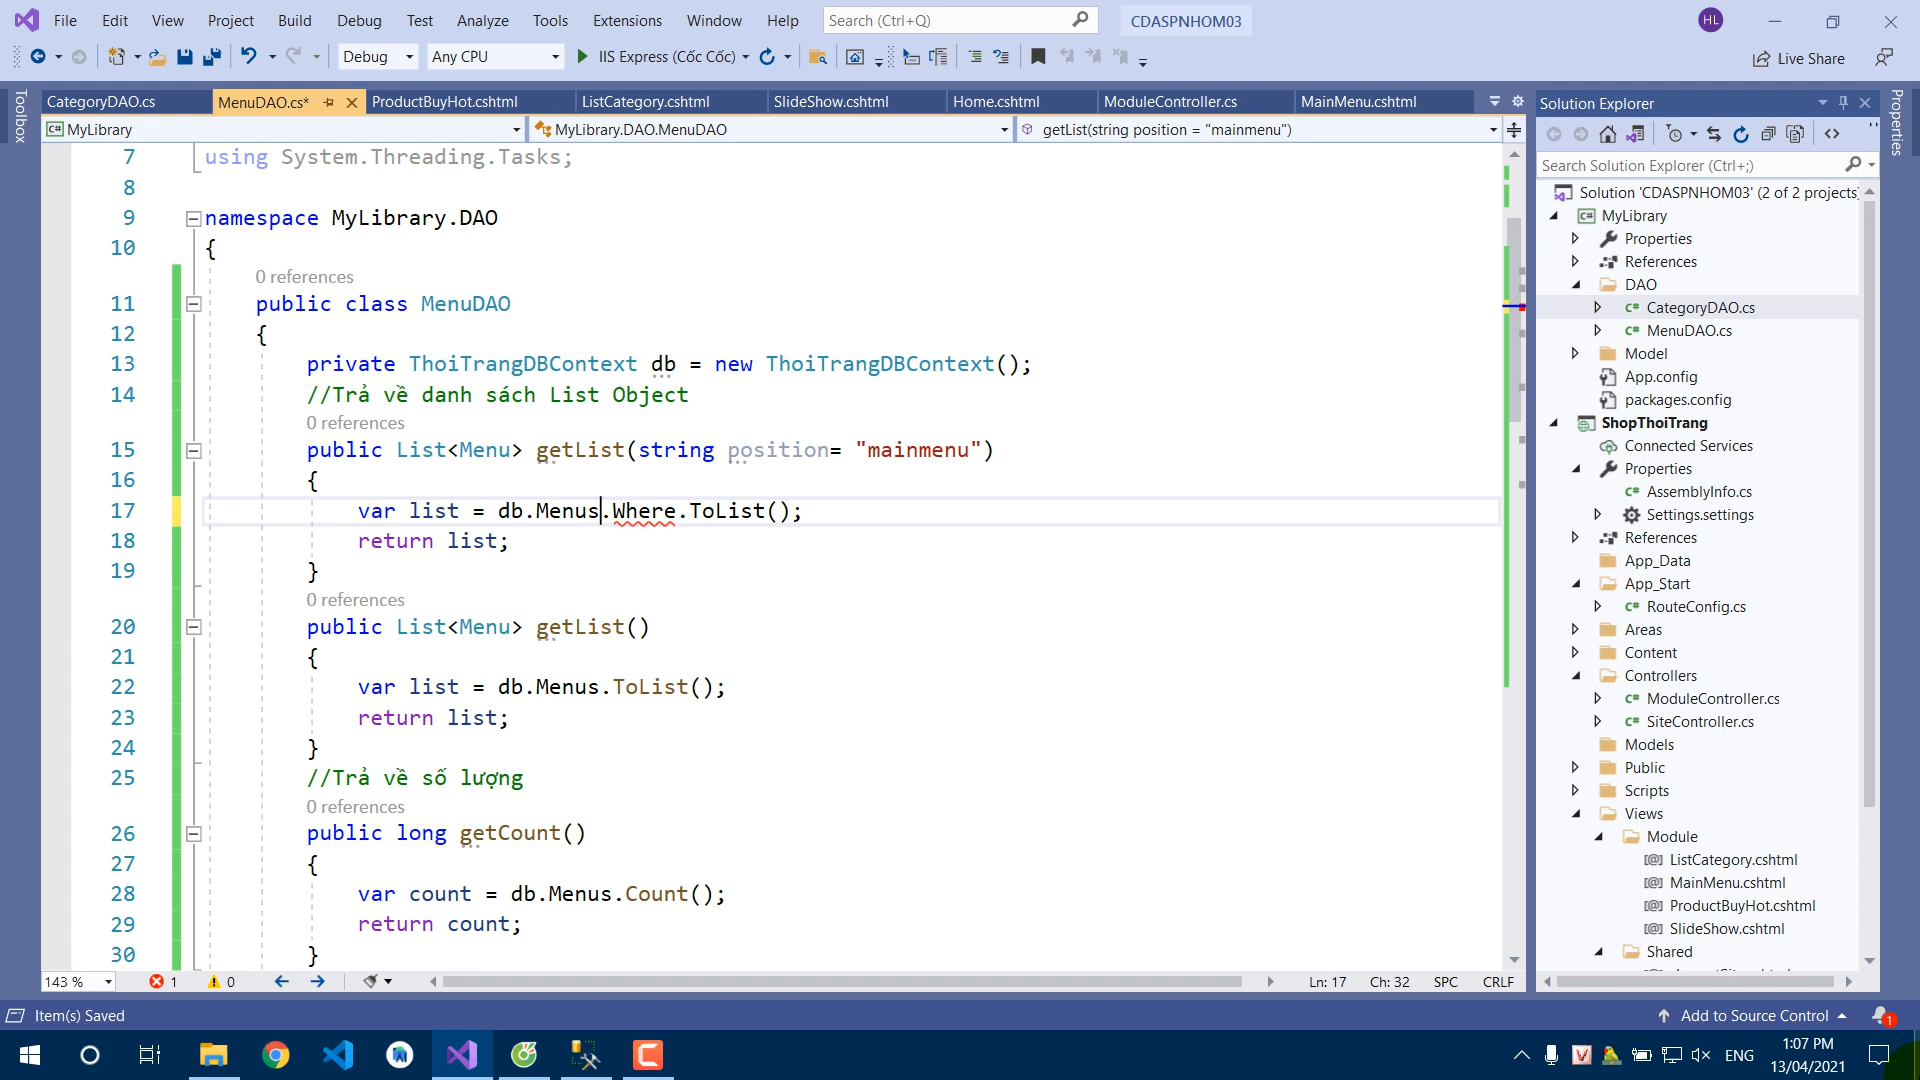 File Edit View Project Build Debug Test Analyze Tools Extensions Window Help Search (Ctrl+Q) CDASPNHOM03 HL
Debug Any CPU IIS Express (Cốc Cốc) Live Share
Toolbox
CategoryDAO.cs MenuDAO.cs* ProductBuyHot.cshtml ListCategory.cshtml SlideShow.cshtml Home.cshtml ModuleController.cs MainMenu.cshtml
MyLibrary MyLibrary.DAO.MenuDAO getList(string position = "mainmenu")
7 using System.Threading.Tasks;
8
9 namespace MyLibrary.DAO
10 {
0 references
11 public class MenuDAO
12 {
13 private ThoiTrangDBContext db = new ThoiTrangDBContext();
14 //Trả về danh sách List Object
0 references
15 public List<Menu> getList(string position= "mainmenu")
16 {
17 var list = db.Menus.Where.ToList();
18 return list;
19 }
0 references
20 public List<Menu> getList()
21 {
22 var list = db.Menus.ToList();
23 return list;
24 }
25 //Trả về số lượng
0 references
26 public long getCount()
27 {
28 var count = db.Menus.Count();
29 return count;
30 }
143 % 1 0 Ln: 17 Ch: 32 SPC CRLF
Solution Explorer
Search Solution Explorer (Ctrl+;)
Solution 'CDASPNHOM03' (2 of 2 projects)
MyLibrary
Properties
References
DAO
CategoryDAO.cs
MenuDAO.cs
Model
App.config
packages.config
ShopThoiTrang
Connected Services
Properties
AssemblyInfo.cs
Settings.settings
References
App_Data
App_Start
RouteConfig.cs
Areas
Content
Controllers
ModuleController.cs
SiteController.cs
Models
Public
Scripts
Views
Module
ListCategory.cshtml
MainMenu.cshtml
ProductBuyHot.cshtml
SlideShow.cshtml
Shared
Properties
Item(s) Saved Add to Source Control 1
ENG 1:07 PM
13/04/2021